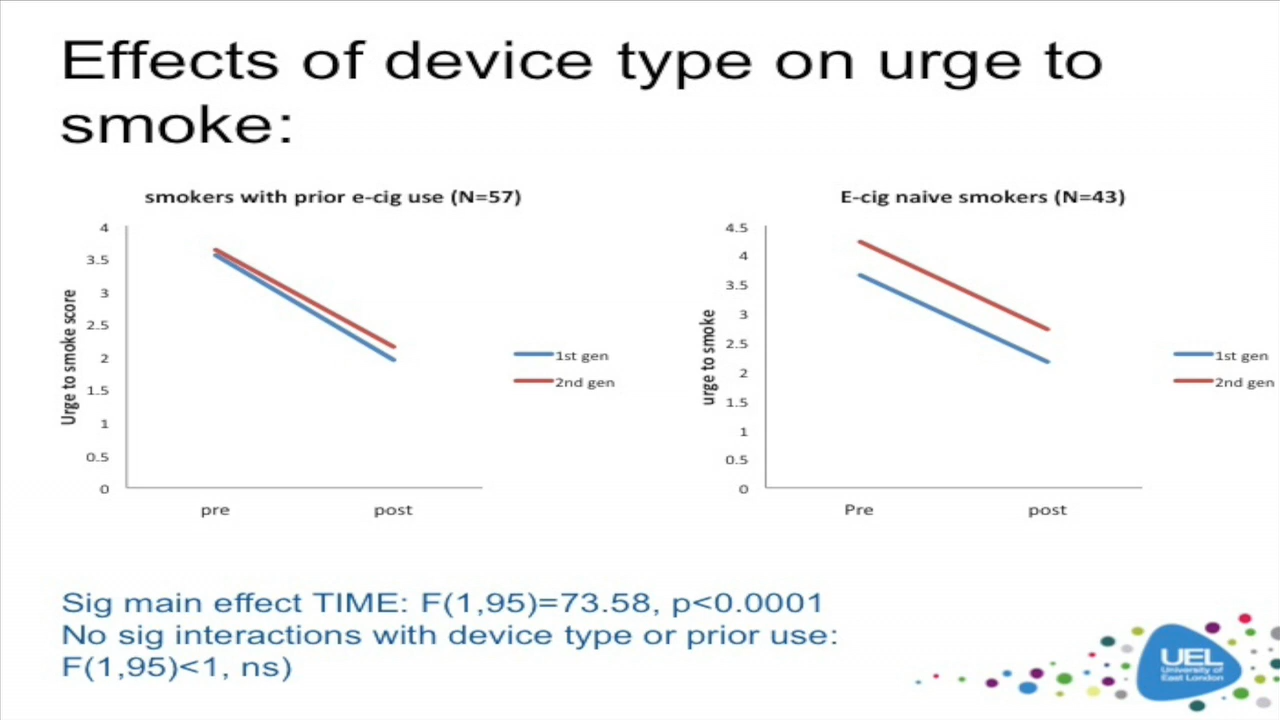 Effects of device type on urge to
smoke:
smokers with prior e-cig use (N=57)
4
3.5
3
2.5
2
1.5
1
0.5
0
Urge to smoke score
pre
post
1st gen
2nd gen
E-cig naive smokers (N=43)
4.5
4
3.5
3
2.5
2
1.5
1
0.5
0
urge to smoke
Pre
post
1st gen
2nd gen
Sig main effect TIME: F(1,95)=73.58, p<0.0001
No sig interactions with device type or prior use:
F(1,95)<1, ns)
UEL
University of
East London